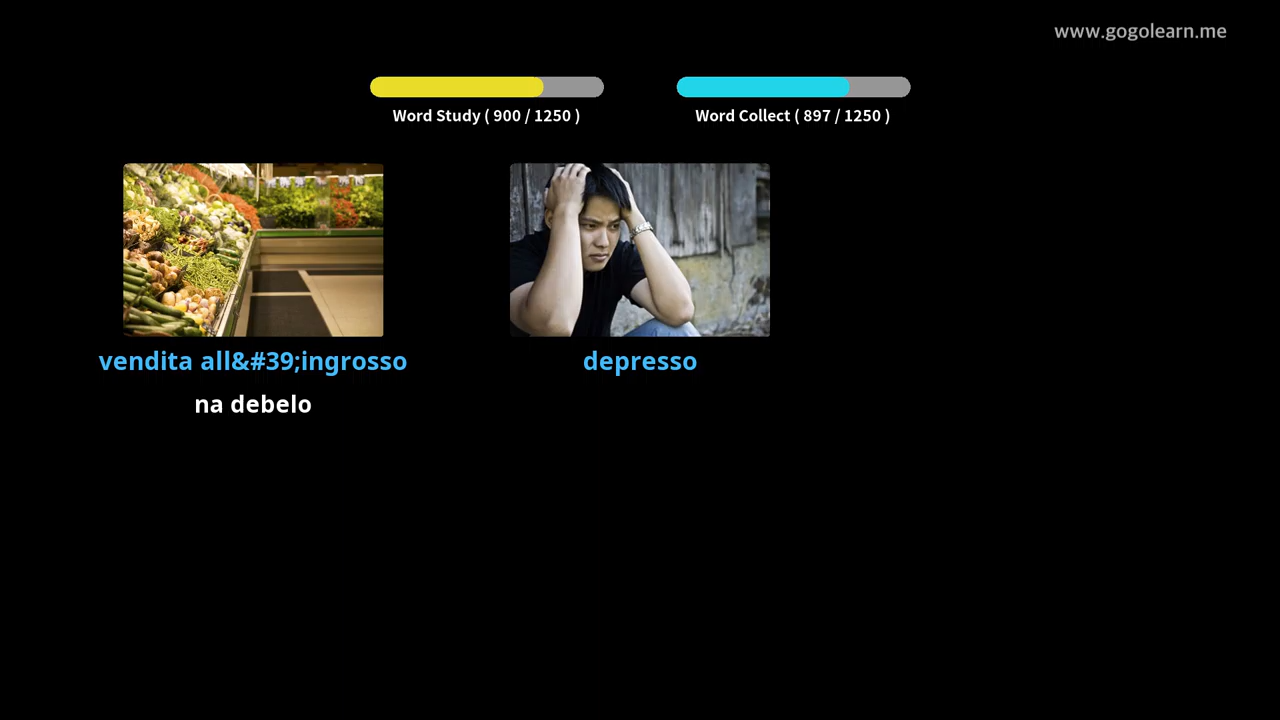 www.gogolearn.me
Word Study ( 900 / 1250 )
Word Collect ( 897 / 1250 )
vendita all&#39;ingrosso
depresso
na debelo